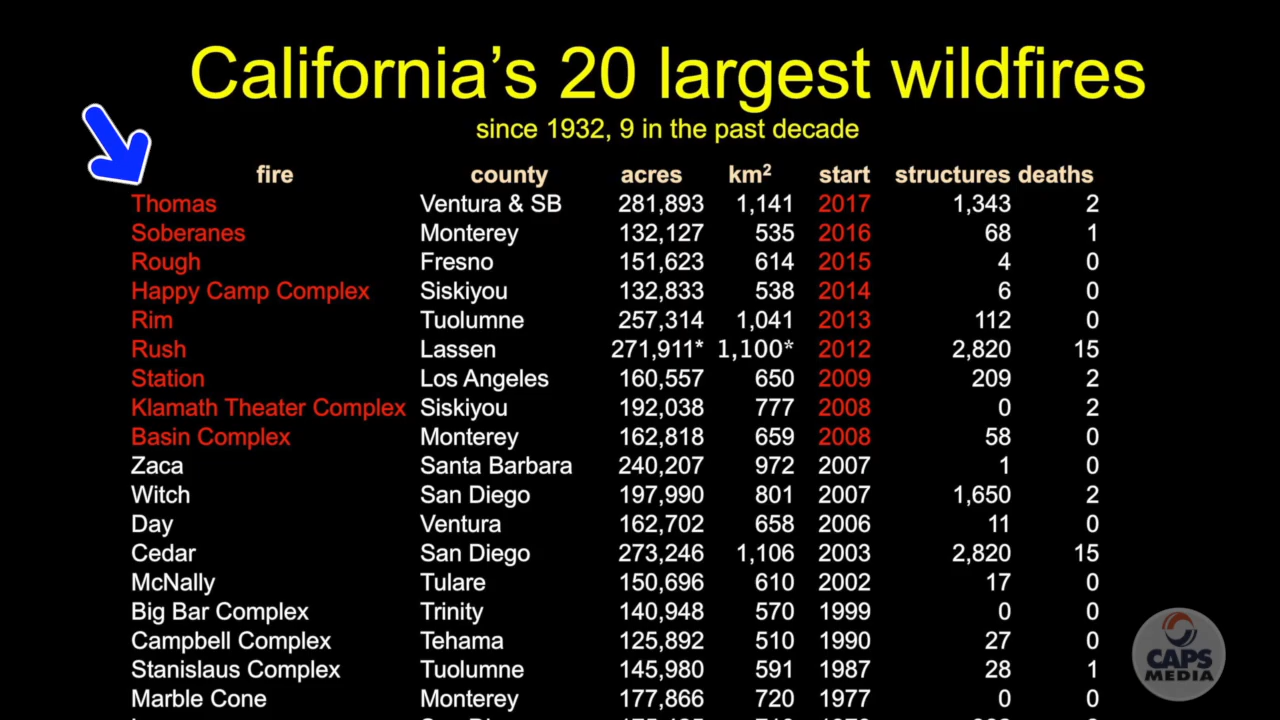 California's 20 largest wildfires
since 1932, 9 in the past decade
fire county acres km² start structures deaths
Thomas Ventura & SB 281,893 1,141 2017 1,343 2
Soberanes Monterey 132,127 535 2016 68 1
Rough Fresno 151,623 614 2015 4 0
Happy Camp Complex Siskiyou 132,833 538 2014 6 0
Rim Tuolumne 257,314 1,041 2013 112 0
Rush Lassen 271,911* 1,100* 2012 2,820 15
Station Los Angeles 160,557 650 2009 209 2
Klamath Theater Complex Siskiyou 192,038 777 2008 0 2
Basin Complex Monterey 162,818 659 2008 58 0
Zaca Santa Barbara 240,207 972 2007 1 0
Witch San Diego 197,990 801 2007 1,650 2
Day Ventura 162,702 658 2006 11 0
Cedar San Diego 273,246 1,106 2003 2,820 15
McNally Tulare 150,696 610 2002 17 0
Big Bar Complex Trinity 140,948 570 1999 0 0
Campbell Complex Tehama 125,892 510 1990 27 0
Stanislaus Complex Tuolumne 145,980 591 1987 28 1
Marble Cone Monterey 177,866 720 1977 0 0
CAPS
MEDIA